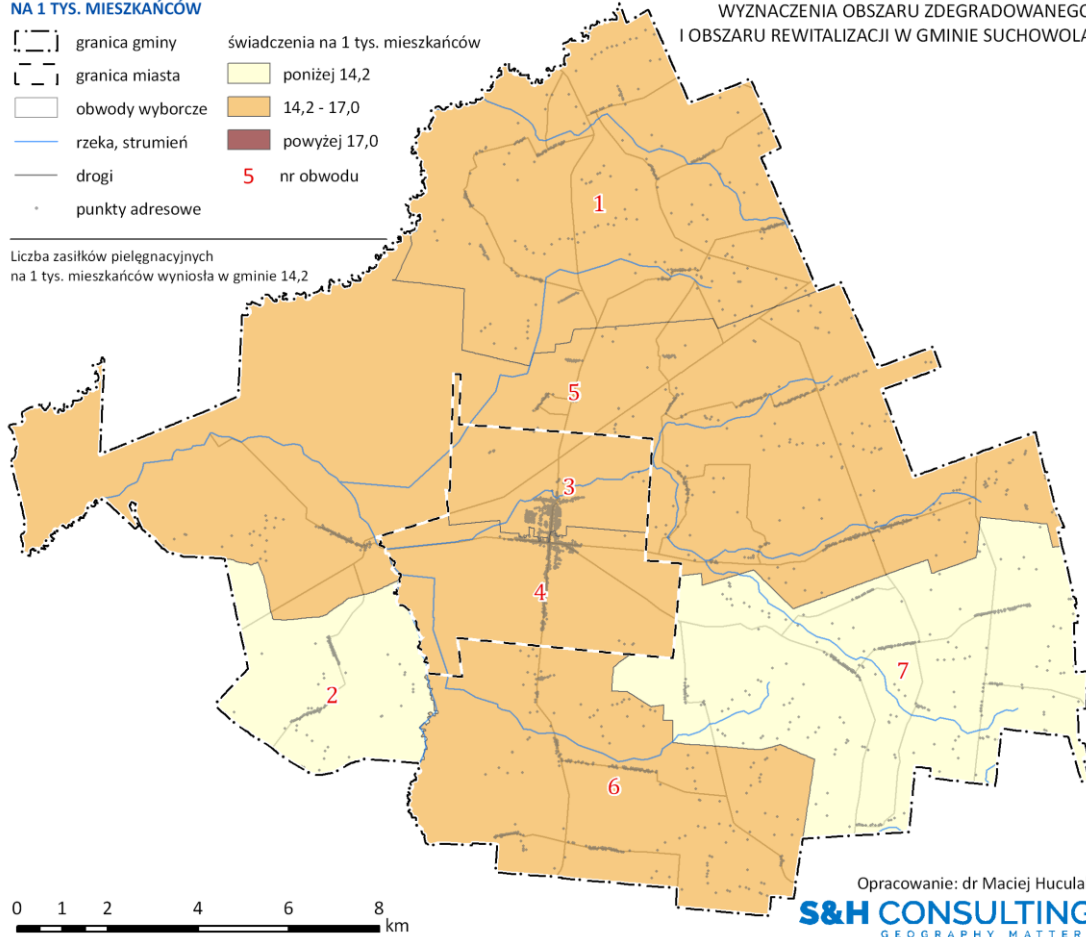 NA 1 TYS. MIESZKAŃCÓW
WYZNACZENIA OBSZARU ZDEGRADOWANEGO
I OBSZARU REWITALIZACJI W GMINIE SUCHOWOLA
granica gminy
granica miasta
obwody wyborcze
rzeka, strumień
drogi
punkty adresowe
świadczenia na 1 tys. mieszkańców
poniżej 14,2
14,2 - 17,0
powyżej 17,0
5 nr obwodu
Liczba zasiłków pielęgnacyjnych
na 1 tys. mieszkańców wyniosła w gminie 14,2
1
5
3
4
2
7
6
0 1 2 4 6 8 km
Opracowanie: dr Maciej Hucula
S&H CONSULTING
GEOGRAPHY MATTER